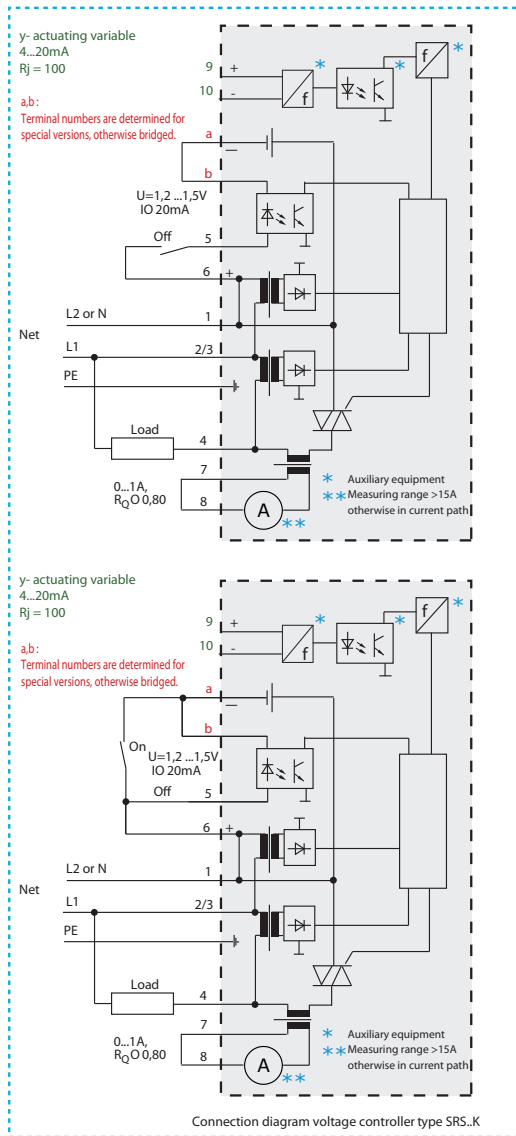 y- actuating variable
4...20mA
Rj = 100
a,b :
Terminal numbers are determined for
special versions, otherwise bridged.
9 +
10 -
f
*
*
f
*
a
_
b
U=1,2 ...1,5V
IO 20mA
Off 5
6 +
L2 or N 1
Net
L1 2/3
PE
Load 4
7
0...1A,
RQO 0,80
8
A
**
* Auxiliary equipment
** Measuring range >15A
otherwise in current path
y- actuating variable
4...20mA
Rj = 100
a,b :
Terminal numbers are determined for
special versions, otherwise bridged.
9 +
10 -
f
*
*
f
*
a
_
b
On
U=1,2 ...1,5V
IO 20mA
Off 5
6 +
L2 or N 1
Net
L1 2/3
PE
Load 4
7
0...1A,
RQO 0,80
8
A
**
* Auxiliary equipment
** Measuring range >15A
otherwise in current path
Connection diagram voltage controller type SRS..K